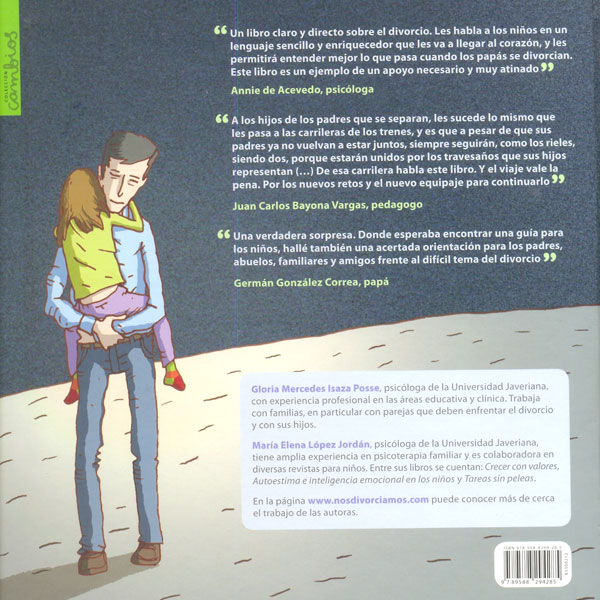 COLECCIÓN
cambios
“ Un libro claro y directo sobre el divorcio. Les habla a los niños en un
lenguaje sencillo y enriquecedor que les va a llegar al corazón, y les
permitirá entender mejor lo que pasa cuando los papás se divorcian.
Este libro es un ejemplo de un apoyo necesario y muy atinado ”
Annie de Acevedo, psicóloga
“ A los hijos de los padres que se separan, les sucede lo mismo que
les pasa a las carrileras de los trenes, y es que a pesar de que sus
padres ya no vuelvan a estar juntos, siempre seguirán, como los rieles,
siendo dos, porque estarán unidos por los travesaños que sus hijos
representan (...) De esa carrilera habla este libro. Y el viaje vale la
pena. Por los nuevos retos y el nuevo equipaje para continuarlo ”
Juan Carlos Bayona Vargas, pedagogo
“ Una verdadera sorpresa. Donde esperaba encontrar una guía para
los niños, hallé también una acertada orientación para los padres,
abuelos, familiares y amigos frente al difícil tema del divorcio ”
Germán González Correa, papá
Gloria Mercedes Isaza Posse, psicóloga de la Universidad Javeriana,
con experiencia profesional en las áreas educativa y clínica. Trabaja
con familias, en particular con parejas que deben enfrentar el divorcio
y con sus hijos.
María Elena López Jordán, psicóloga de la Universidad Javeriana,
tiene amplia experiencia en psicoterapia familiar y es colaboradora en
diversas revistas para niños. Entre sus libros se cuentan: Crecer con valores,
Autoestima e inteligencia emocional en los niños y Tareas sin peleas.
En la página www.nosdivorciamos.com puede conocer más de cerca
el trabajo de las autoras.
9 789588 294285